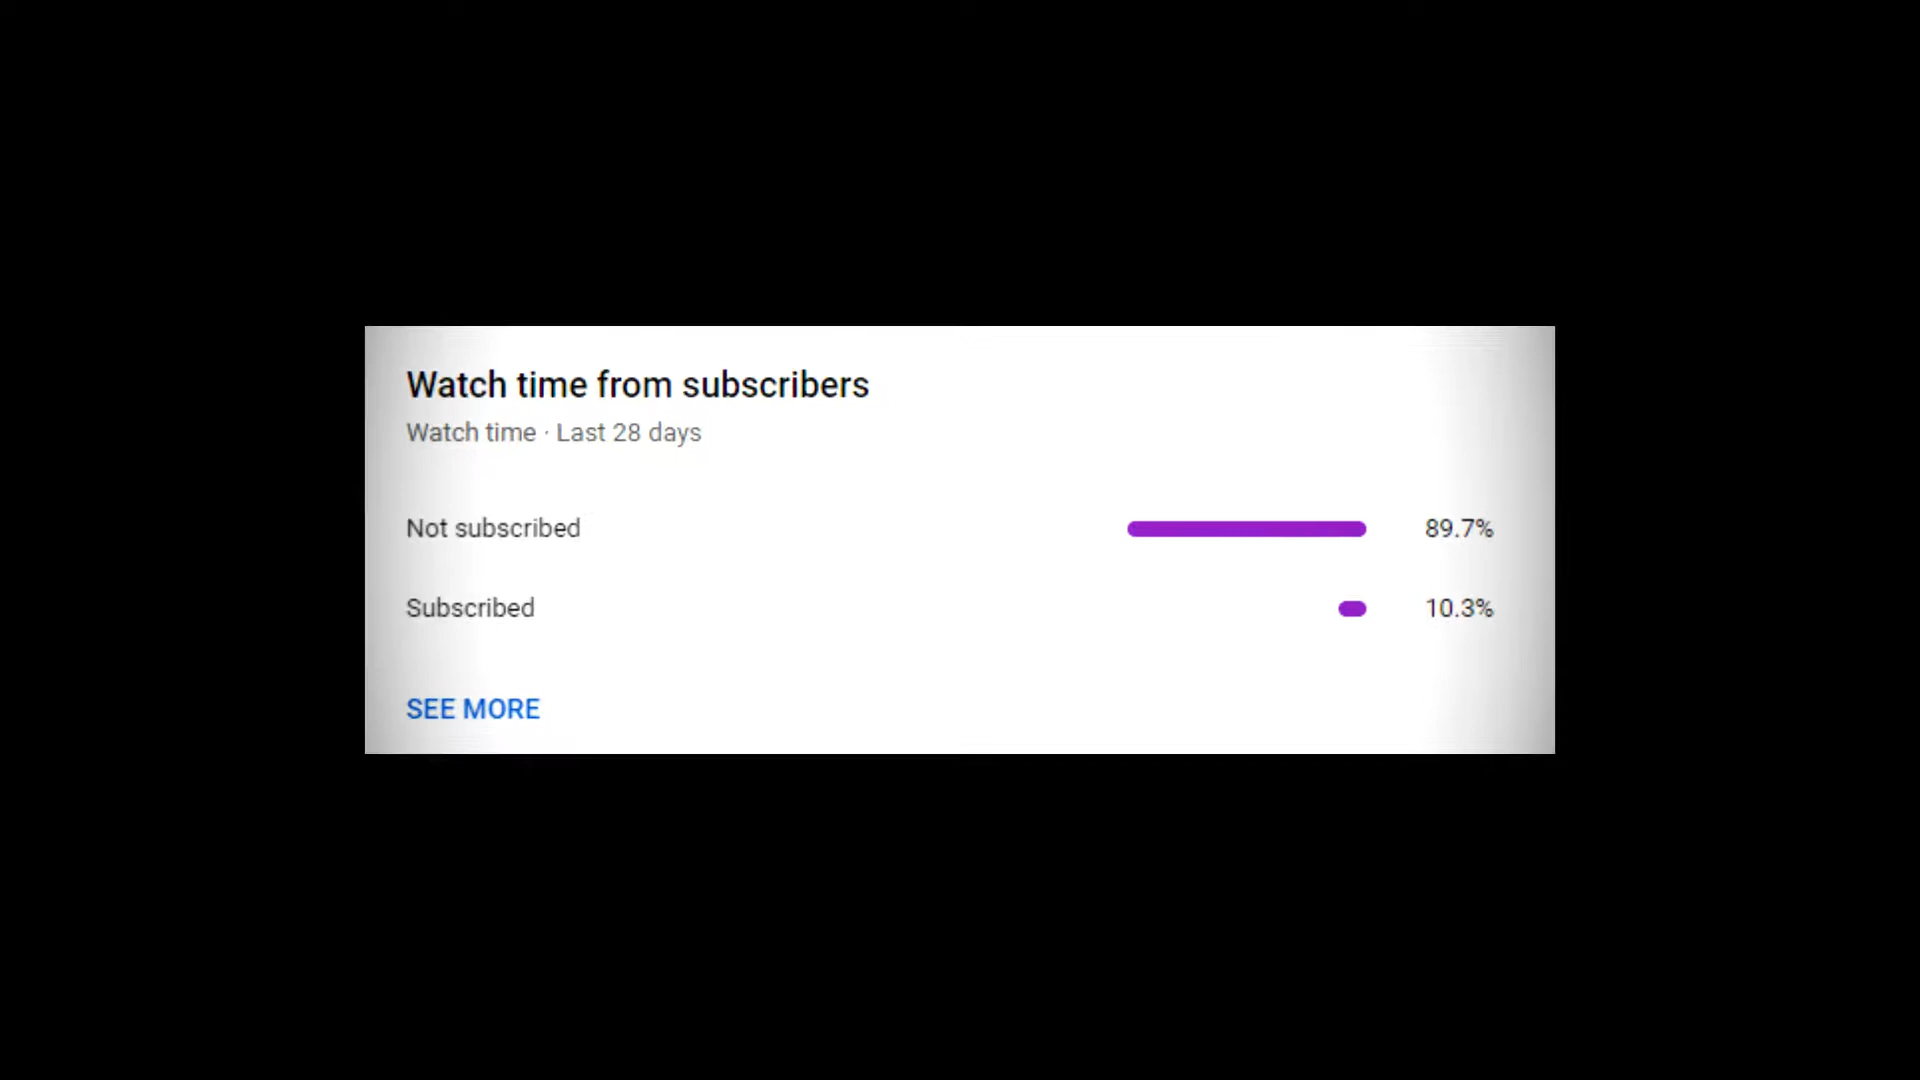 Watch time from subscribers
Watch time · Last 28 days
Not subscribed 89.7%
Subscribed 10.3%
SEE MORE